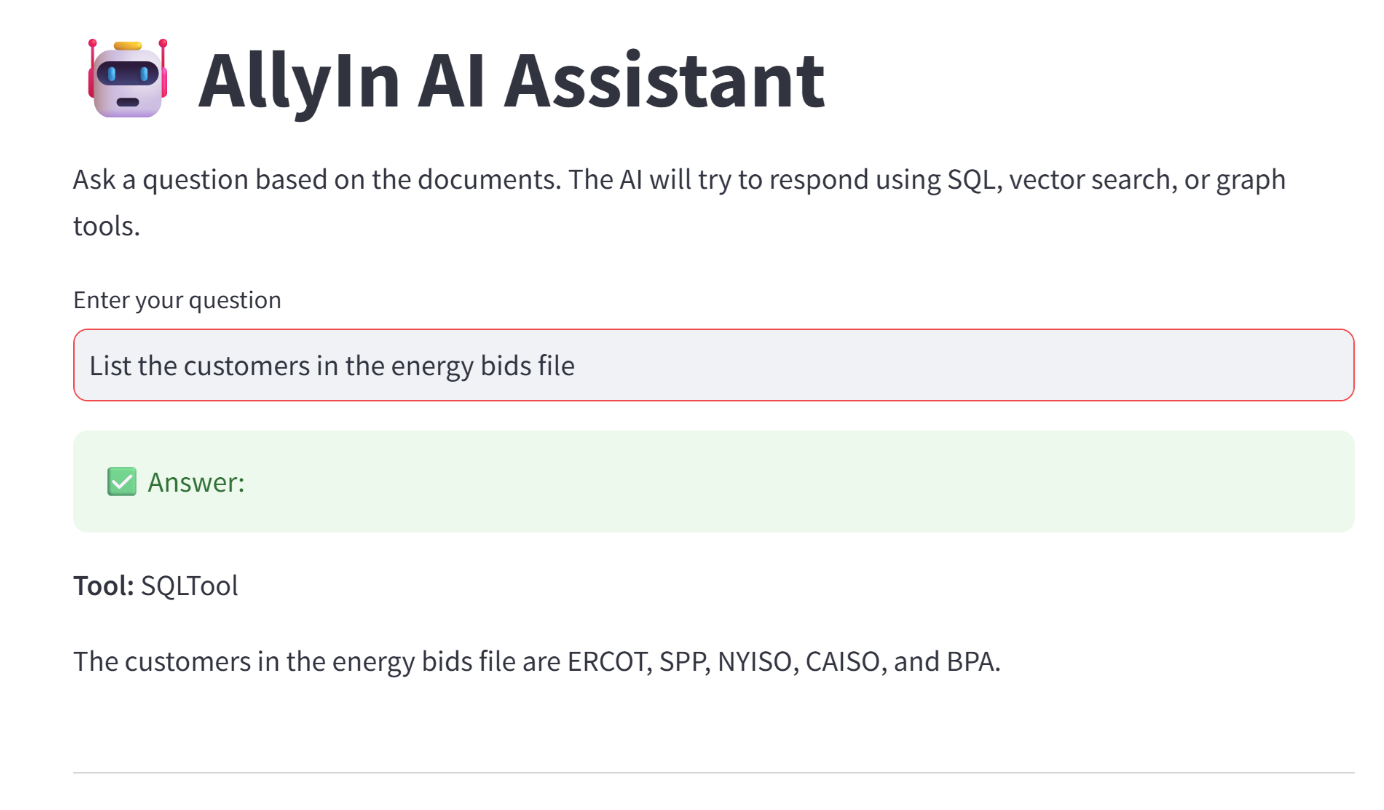 AllyIn AI Assistant
Ask a question based on the documents. The AI will try to respond using SQL, vector search, or graph
tools.
Enter your question
List the customers in the energy bids file
Answer:
Tool: SQLTool
The customers in the energy bids file are ERCOT, SPP, NYISO, CAISO, and BPA.